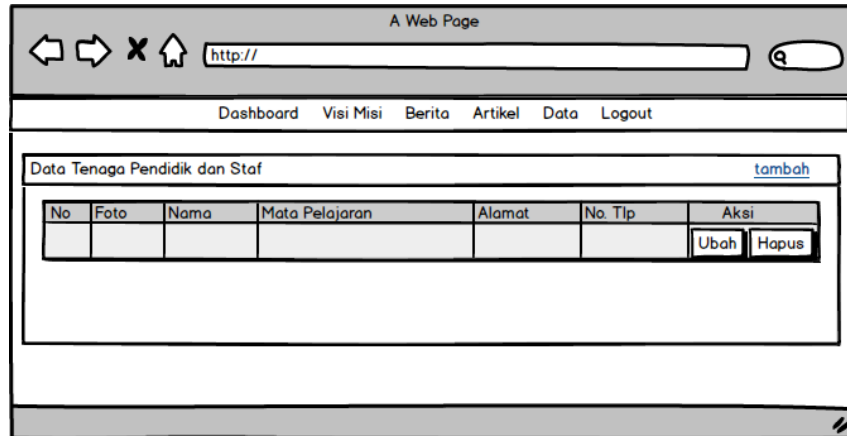 A Web Page
http://
Dashboard Visi Misi Berita Artikel Data Logout
Data Tenaga Pendidik dan Staf tambah
No Foto Nama Mata Pelajaran Alamat No. Tlp Aksi
Ubah Hapus